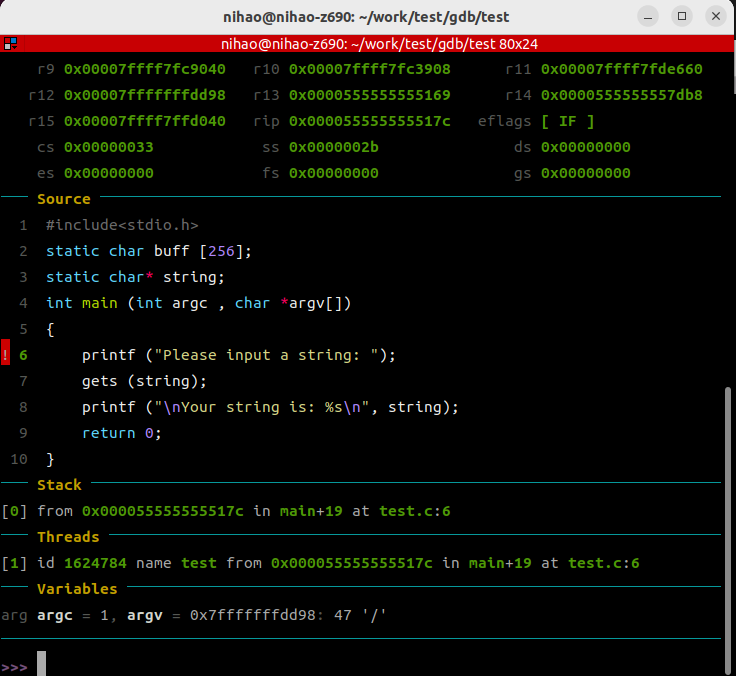 nihao@nihao-z690: ~/work/test/gdb/test
nihao@nihao-z690: ~/work/test/gdb/test 80x24
r9 0x00007ffff7fc9040 r10 0x00007ffff7fc3908 r11 0x00007ffff7fde660
r12 0x00007fffffffdd98 r13 0x0000555555555169 r14 0x0000555555557db8
r15 0x00007ffff7ffd040 rip 0x000055555555517c eflags [ IF ]
cs 0x00000033 ss 0x0000002b ds 0x00000000
es 0x00000000 fs 0x00000000 gs 0x00000000
Source
1 #include<stdio.h>
2 static char buff [256];
3 static char* string;
4 int main (int argc , char *argv[])
5 {
! 6 printf ("Please input a string: ");
7 gets (string);
8 printf ("\nYour string is: %s\n", string);
9 return 0;
10 }
Stack
[0] from 0x000055555555517c in main+19 at test.c:6
Threads
[1] id 1624784 name test from 0x000055555555517c in main+19 at test.c:6
Variables
arg argc = 1, argv = 0x7fffffffdd98: 47 '/'
>>>